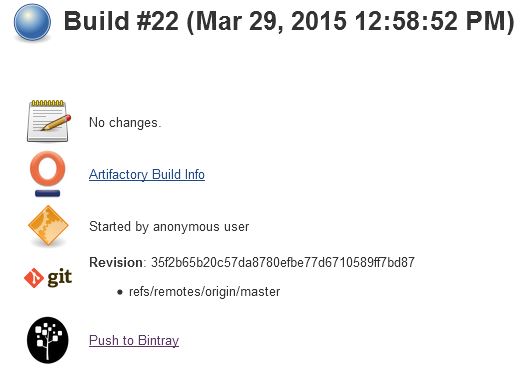 Build #22 (Mar 29, 2015 12:58:52 PM)
No changes.
Artifactory Build Info
Started by anonymous user
Revision: 35f2b65b20c57da8780efbe77d6710589ff7bd87
git
refs/remotes/origin/master
Push to Bintray